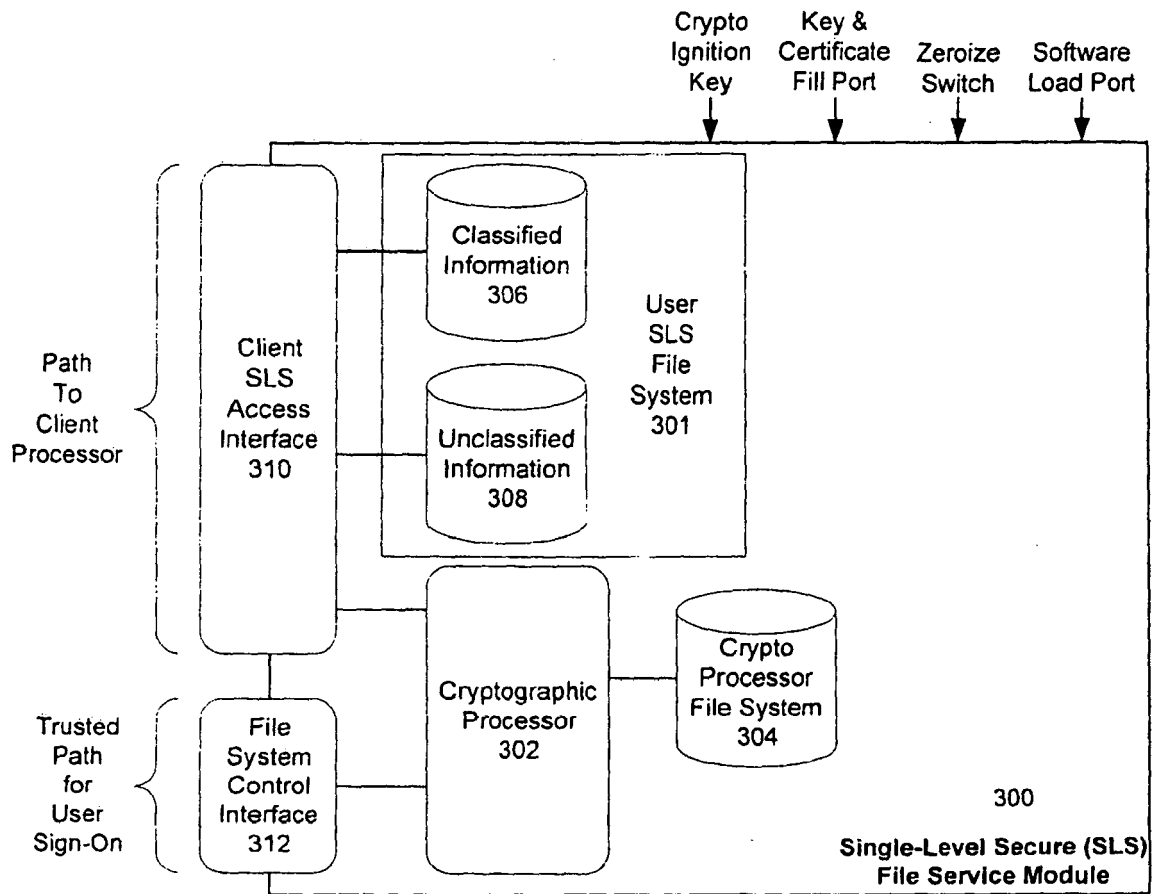 Crypto
Ignition
Key
Key &
Certificate
Fill Port
Zeroize
Switch
Software
Load Port
Path
To
Client
Processor
Client
SLS
Access
Interface
310
Classified
Information
306
Unclassified
Information
308
User
SLS
File
System
301
Trusted
Path
for
User
Sign-On
File
System
Control
Interface
312
Cryptographic
Processor
302
Crypto
Processor
File System
304
300
Single-Level Secure (SLS)
File Service Module